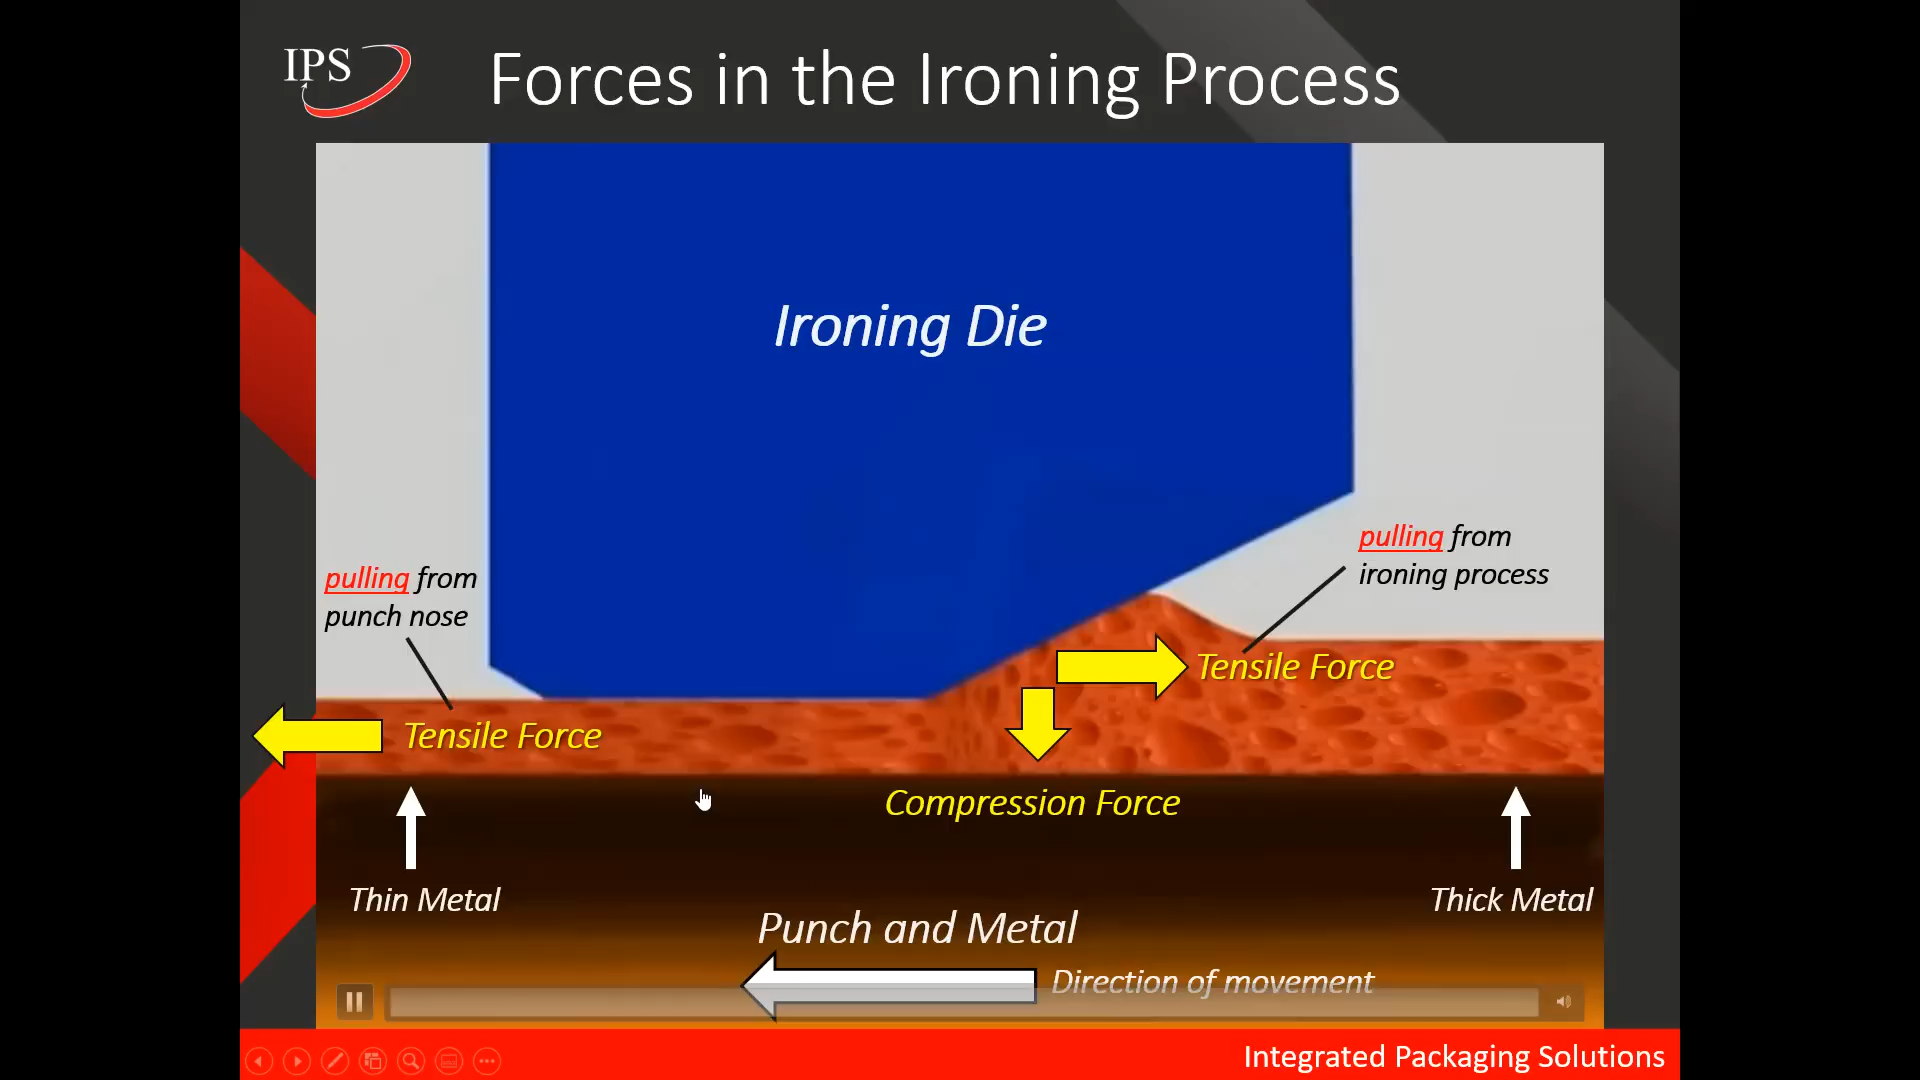 IPS
Forces in the Ironing Process
Ironing Die
pulling from
ironing process
pulling from
punch nose
Tensile Force
Tensile Force
Compression Force
Thin Metal
Thick Metal
Punch and Metal
Direction of movement
Integrated Packaging Solutions